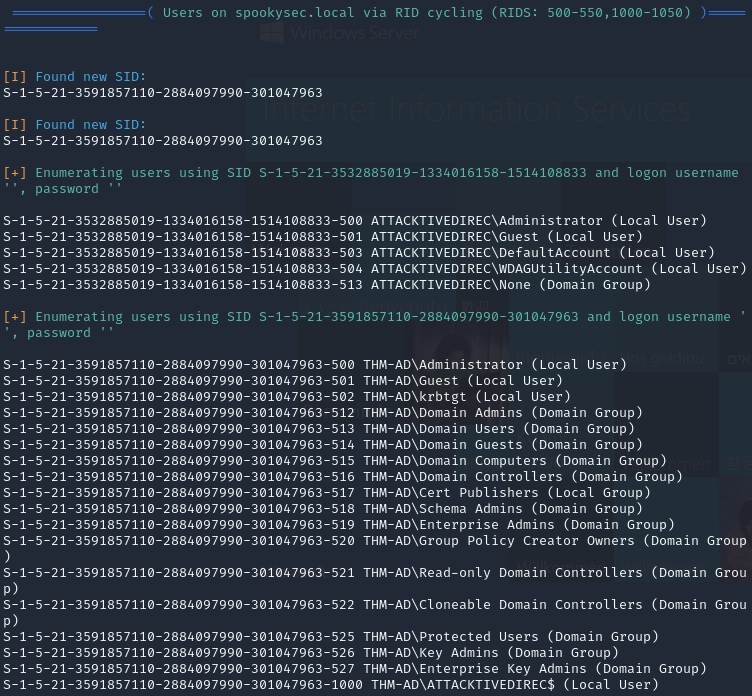 =================( Users on spookysec.local via RID cycling (RIDS: 500-550,1000-1050) )=====
============
Windows Server
[I] Found new SID:
S-1-5-21-3591857110-2884097990-301047963
Internet Information Services
[I] Found new SID:
S-1-5-21-3591857110-2884097990-301047963
[+] Enumerating users using SID S-1-5-21-3532885019-1334016158-1514108833 and logon username
'', password ''
S-1-5-21-3532885019-1334016158-1514108833-500 ATTACKTIVEDIREC\Administrator (Local User)
S-1-5-21-3532885019-1334016158-1514108833-501 ATTACKTIVEDIREC\Guest (Local User)
S-1-5-21-3532885019-1334016158-1514108833-503 ATTACKTIVEDIREC\DefaultAccount (Local User)
S-1-5-21-3532885019-1334016158-1514108833-504 ATTACKTIVEDIREC\WDAGUtilityAccount (Local User)
S-1-5-21-3532885019-1334016158-1514108833-513 ATTACKTIVEDIREC\None (Domain Group)
[+] Enumerating users using SID S-1-5-21-3591857110-2884097990-301047963 and logon username '
', password ''
S-1-5-21-3591857110-2884097990-301047963-500 THM-AD\Administrator (Local User)
S-1-5-21-3591857110-2884097990-301047963-501 THM-AD\Guest (Local User)
S-1-5-21-3591857110-2884097990-301047963-502 THM-AD\krbtgt (Local User)
S-1-5-21-3591857110-2884097990-301047963-512 THM-AD\Domain Admins (Domain Group)
S-1-5-21-3591857110-2884097990-301047963-513 THM-AD\Domain Users (Domain Group)
S-1-5-21-3591857110-2884097990-301047963-514 THM-AD\Domain Guests (Domain Group)
S-1-5-21-3591857110-2884097990-301047963-515 THM-AD\Domain Computers (Domain Group)
S-1-5-21-3591857110-2884097990-301047963-516 THM-AD\Domain Controllers (Domain Group)
S-1-5-21-3591857110-2884097990-301047963-517 THM-AD\Cert Publishers (Local Group)
S-1-5-21-3591857110-2884097990-301047963-518 THM-AD\Schema Admins (Domain Group)
S-1-5-21-3591857110-2884097990-301047963-519 THM-AD\Enterprise Admins (Domain Group)
S-1-5-21-3591857110-2884097990-301047963-520 THM-AD\Group Policy Creator Owners (Domain Group
)
S-1-5-21-3591857110-2884097990-301047963-521 THM-AD\Read-only Domain Controllers (Domain Grou
p)
S-1-5-21-3591857110-2884097990-301047963-522 THM-AD\Cloneable Domain Controllers (Domain Grou
p)
S-1-5-21-3591857110-2884097990-301047963-525 THM-AD\Protected Users (Domain Group)
S-1-5-21-3591857110-2884097990-301047963-526 THM-AD\Key Admins (Domain Group)
S-1-5-21-3591857110-2884097990-301047963-527 THM-AD\Enterprise Key Admins (Domain Group)
S-1-5-21-3591857110-2884097990-301047963-1000 THM-AD\ATTACKTIVEDIREC$ (Local User)